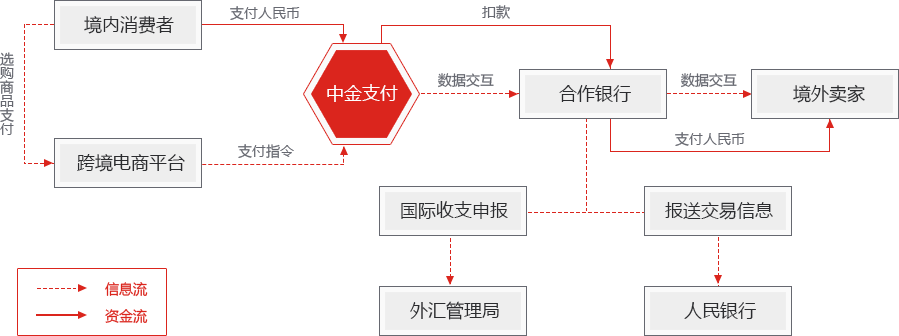 境内消费者
支付人民币
扣款
选购商品支付
中金支付
数据交互
合作银行
数据交互
境外卖家
支付人民币
跨境电商平台
支付指令
国际收支申报
报送交易信息
外汇管理局
人民银行
信息流
资金流